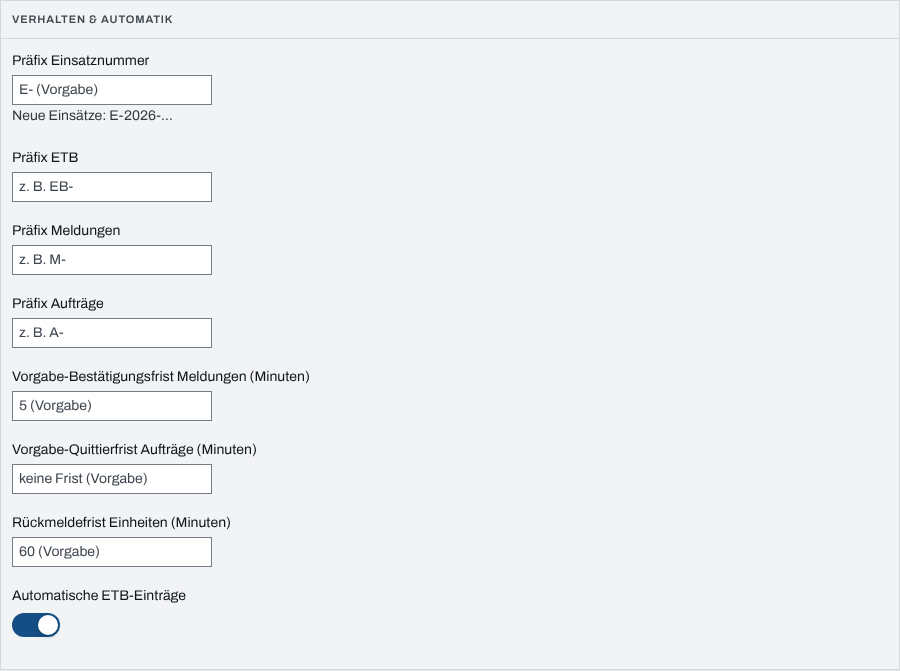 VERHALTEN & AUTOMATIK
Präfix Einsatznummer
E- (Vorgabe)
Neue Einsätze: E-2026-...
Präfix ETB
z. B. EB-
Präfix Meldungen
z. B. M-
Präfix Aufträge
z. B. A-
Vorgabe-Bestätigungsfrist Meldungen (Minuten)
5 (Vorgabe)
Vorgabe-Quittierfrist Aufträge (Minuten)
keine Frist (Vorgabe)
Rückmeldefrist Einheiten (Minuten)
60 (Vorgabe)
Automatische ETB-Einträge